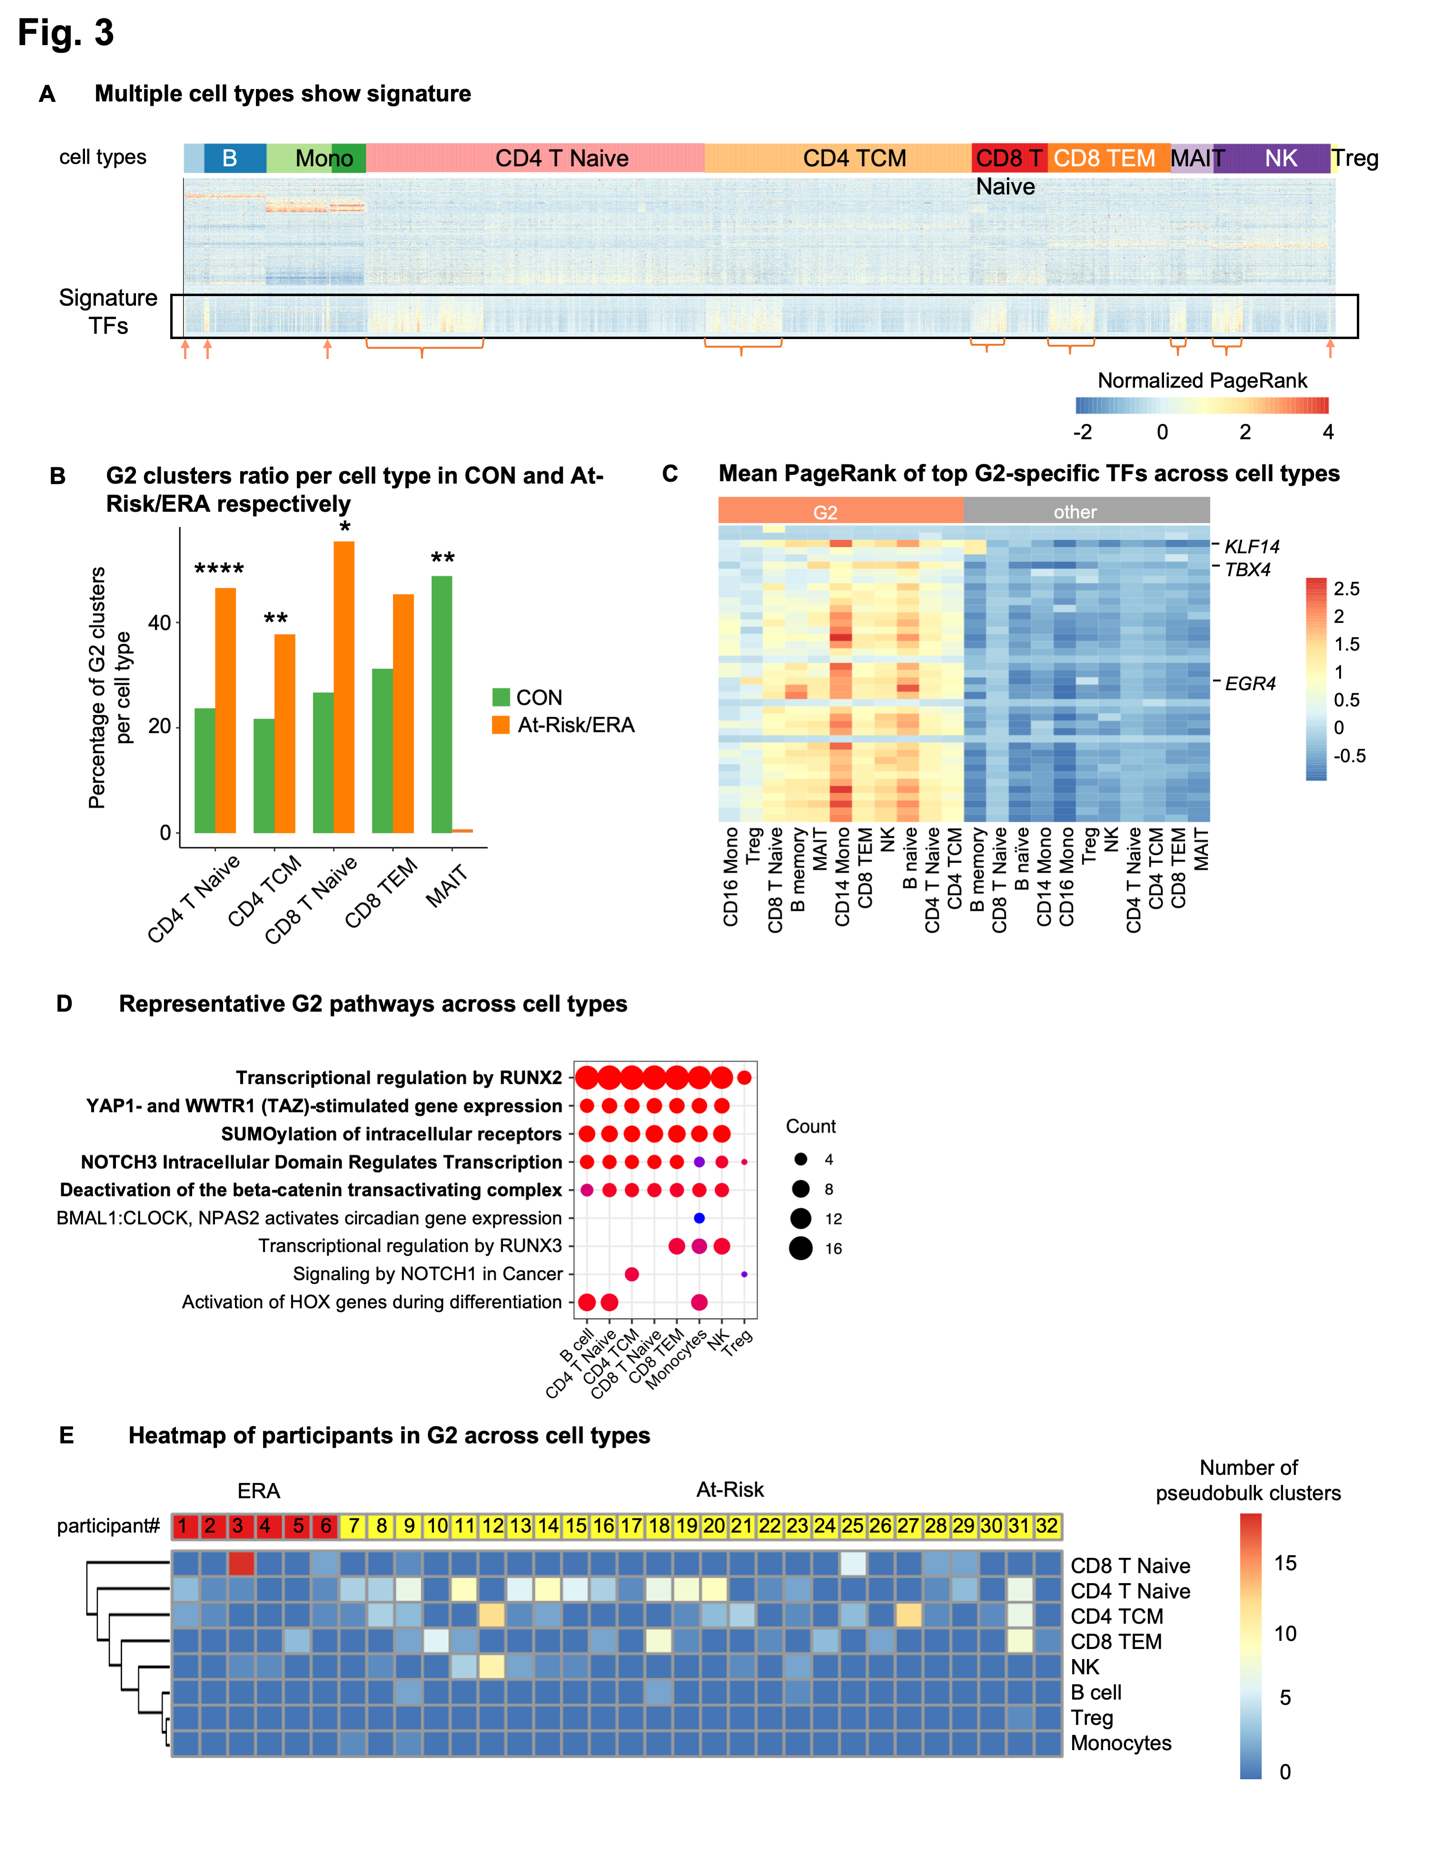 Fig. 3
A Multiple cell types show signature
cell types
B Mono CD4 T Naive CD4 TCM CD8 T CD8 TEM MAIT NK Treg
Naive
Signature
TFs
Normalized PageRank
-2 0 2 4
B G2 clusters ratio per cell type in CON and At-
Risk/ERA respectively
Percentage of G2 clusters
per cell type
40
20
0
**** ** * **
CD4 T Naive
CD4 TCM
CD8 T Naive
CD8 TEM
MAIT
CON
At-Risk/ERA
C Mean PageRank of top G2-specific TFs across cell types
G2 other
KLF14
TBX4
EGR4
2.5
2
1.5
1
0.5
0
-0.5
CD16 Mono
Treg
CD8 T Naive
B memory
MAIT
CD14 Mono
CD8 TEM
NK
B naive
CD4 T Naive
CD4 TCM
B memory
CD8 T Naive
B naïve
CD14 Mono
CD16 Mono
Treg
NK
CD4 T Naive
CD4 TCM
CD8 TEM
MAIT
D Representative G2 pathways across cell types
Transcriptional regulation by RUNX2
YAP1- and WWTR1 (TAZ)-stimulated gene expression
SUMOylation of intracellular receptors
NOTCH3 Intracellular Domain Regulates Transcription
Deactivation of the beta-catenin transactivating complex
BMAL1:CLOCK, NPAS2 activates circadian gene expression
Transcriptional regulation by RUNX3
Signaling by NOTCH1 in Cancer
Activation of HOX genes during differentiation
B cell
CD4 T Naive
CD4 TCM
CD8 T Naive
CD8 TEM
Monocytes
NK
Treg
Count
4
8
12
16
E Heatmap of participants in G2 across cell types
ERA At-Risk
participant# 1 2 3 4 5 6 7 8 9 10 11 12 13 14 15 16 17 18 19 20 21 22 23 24 25 26 27 28 29 30 31 32
CD8 T Naive
CD4 T Naive
CD4 TCM
CD8 TEM
NK
B cell
Treg
Monocytes
Number of
pseudobulk clusters
15
10
5
0